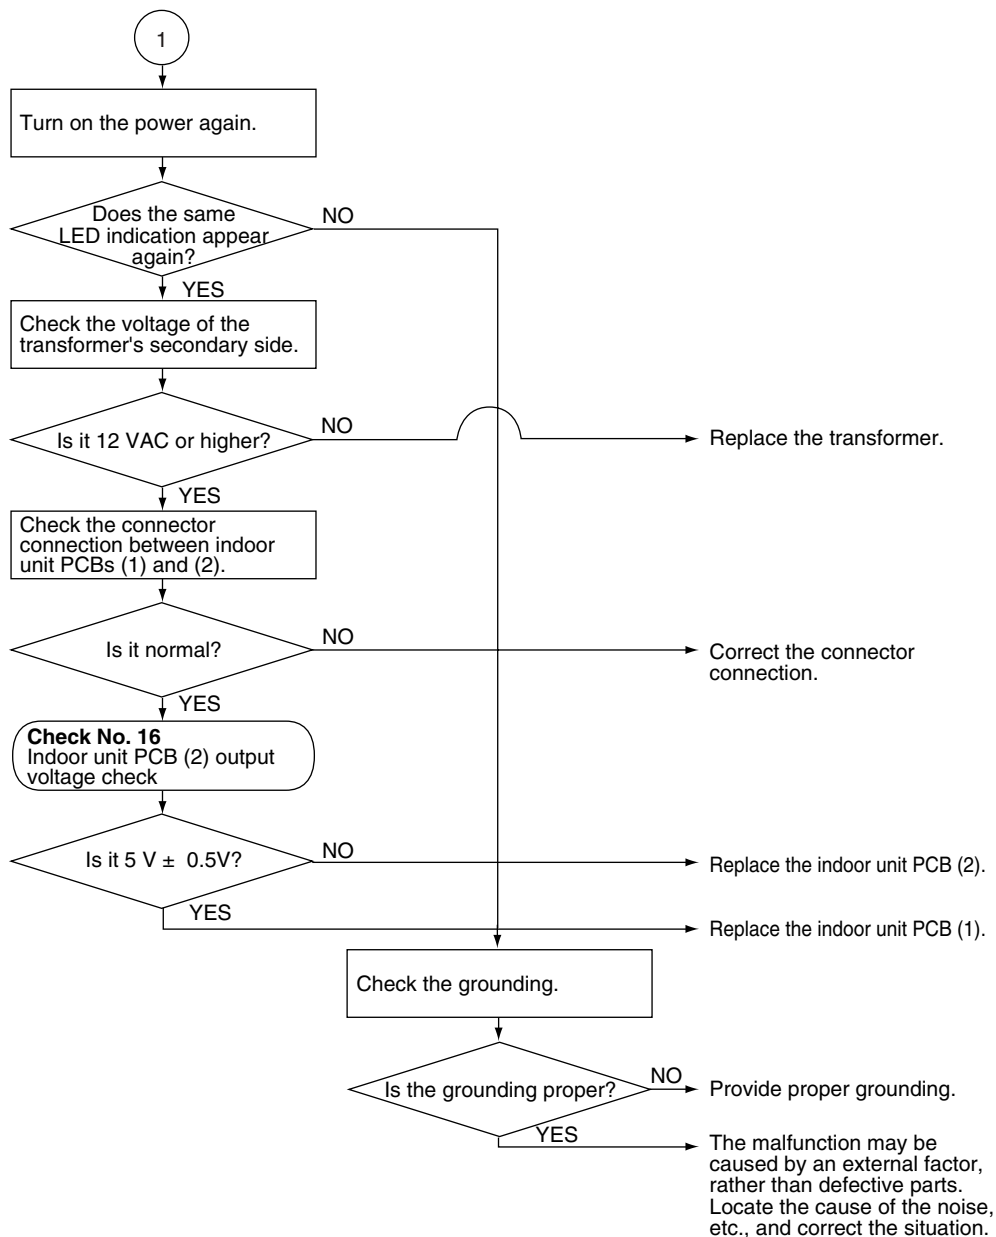 1
Turn on the power again.
Does the same
LED indication appear
again?
NO
YES
Check the voltage of the
transformer's secondary side.
Is it 12 VAC or higher?
NO
Replace the transformer.
YES
Check the connector
connection between indoor
unit PCBs (1) and (2).
Is it normal?
NO
Correct the connector
connection.
YES
Check No. 16
Indoor unit PCB (2) output
voltage check
Is it 5 V ± 0.5V?
NO
Replace the indoor unit PCB (2).
YES
Replace the indoor unit PCB (1).
Check the grounding.
Is the grounding proper?
NO
Provide proper grounding.
YES
The malfunction may be
caused by an external factor,
rather than defective parts.
Locate the cause of the noise,
etc., and correct the situation.